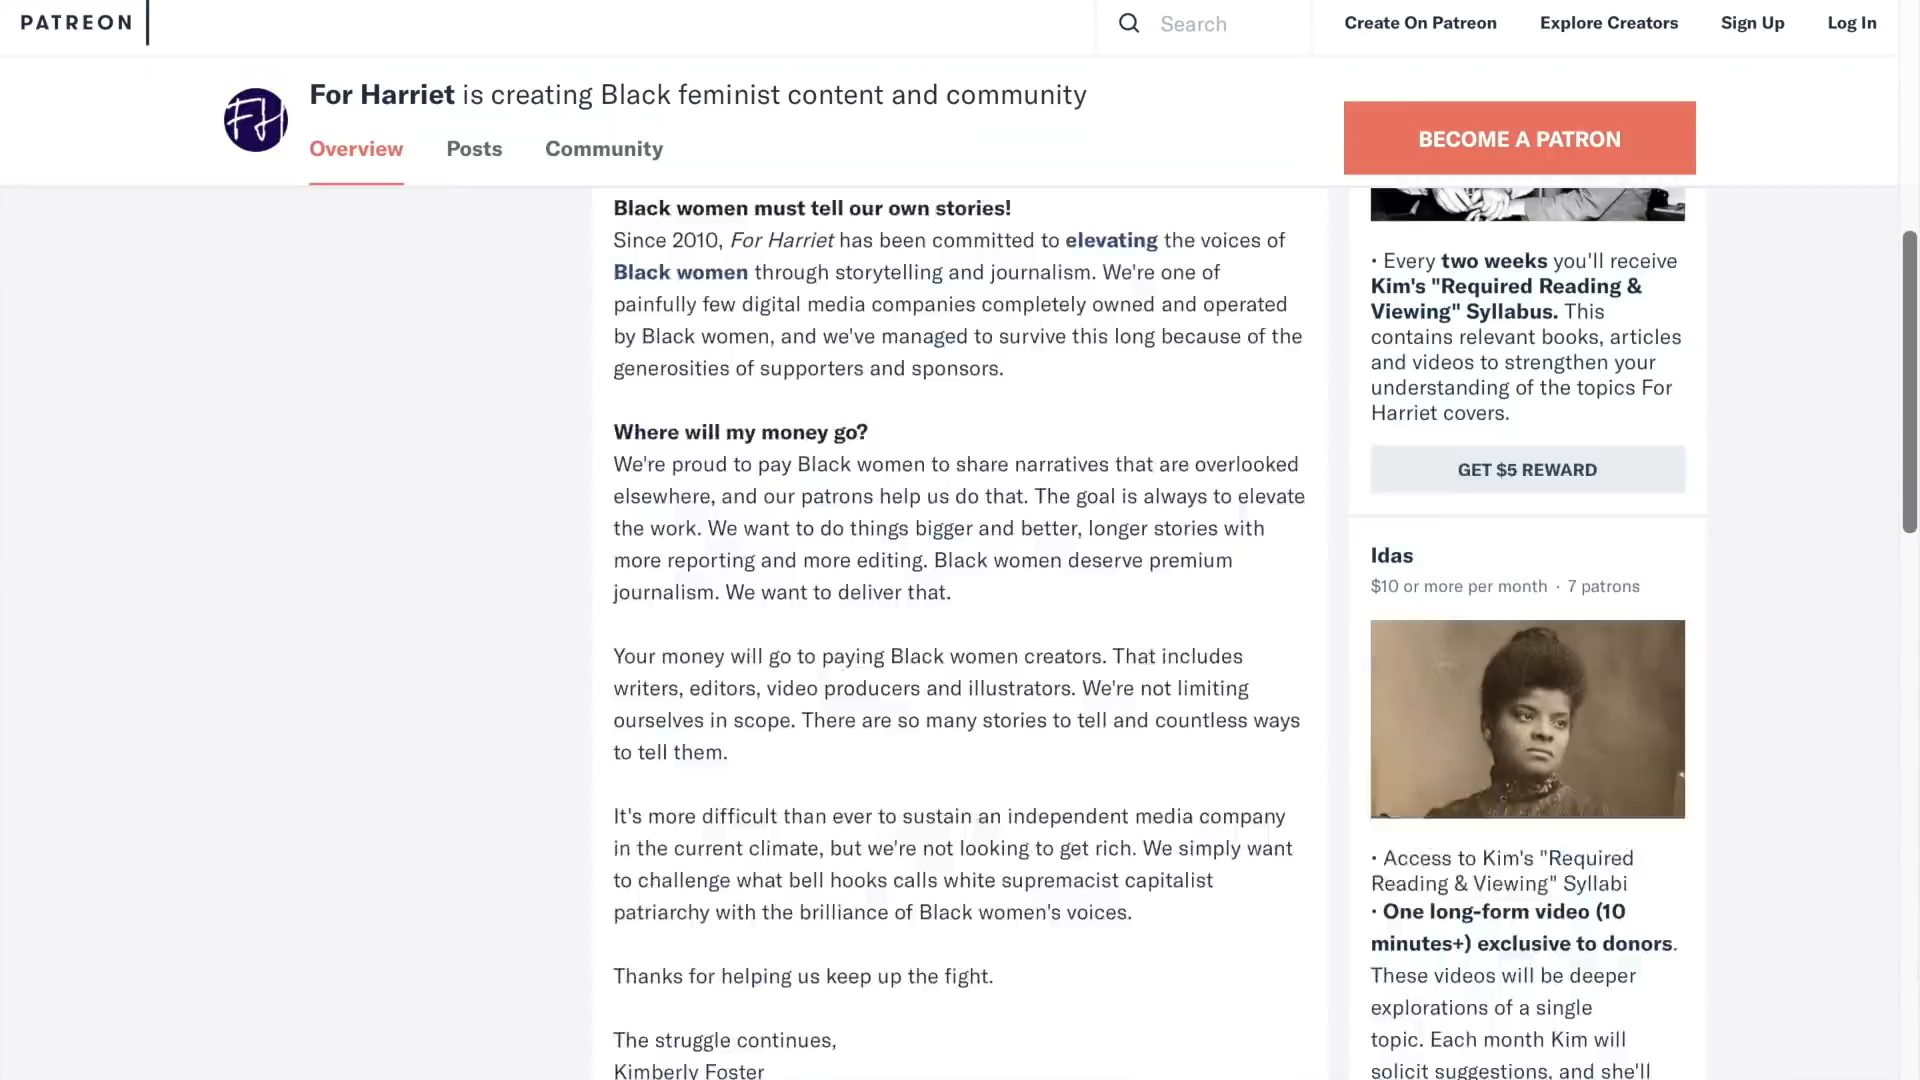 PATREON
Search
Create On Patreon
Explore Creators
Sign Up
Log In
FH
For Harriet is creating Black feminist content and community
Overview
Posts
Community
BECOME A PATRON
Black women must tell our own stories!
Since 2010, For Harriet has been committed to elevating the voices of
Black women through storytelling and journalism. We're one of
painfully few digital media companies completely owned and operated
by Black women, and we've managed to survive this long because of the
generosities of supporters and sponsors.
Where will my money go?
We're proud to pay Black women to share narratives that are overlooked
elsewhere, and our patrons help us do that. The goal is always to elevate
the work. We want to do things bigger and better, longer stories with
more reporting and more editing. Black women deserve premium
journalism. We want to deliver that.
Your money will go to paying Black women creators. That includes
writers, editors, video producers and illustrators. We're not limiting
ourselves in scope. There are so many stories to tell and countless ways
to tell them.
It's more difficult than ever to sustain an independent media company
in the current climate, but we're not looking to get rich. We simply want
to challenge what bell hooks calls white supremacist capitalist
patriarchy with the brilliance of Black women's voices.
Thanks for helping us keep up the fight.
The struggle continues,
Kimberly Foster
• Every two weeks you'll receive
Kim's "Required Reading &
Viewing" Syllabus. This
contains relevant books, articles
and videos to strengthen your
understanding of the topics For
Harriet covers.
GET $5 REWARD
Idas
$10 or more per month · 7 patrons
• Access to Kim's "Required
Reading & Viewing" Syllabi
• One long-form video (10
minutes+) exclusive to donors.
These videos will be deeper
explorations of a single
topic. Each month Kim will
solicit suggestions, and she'll